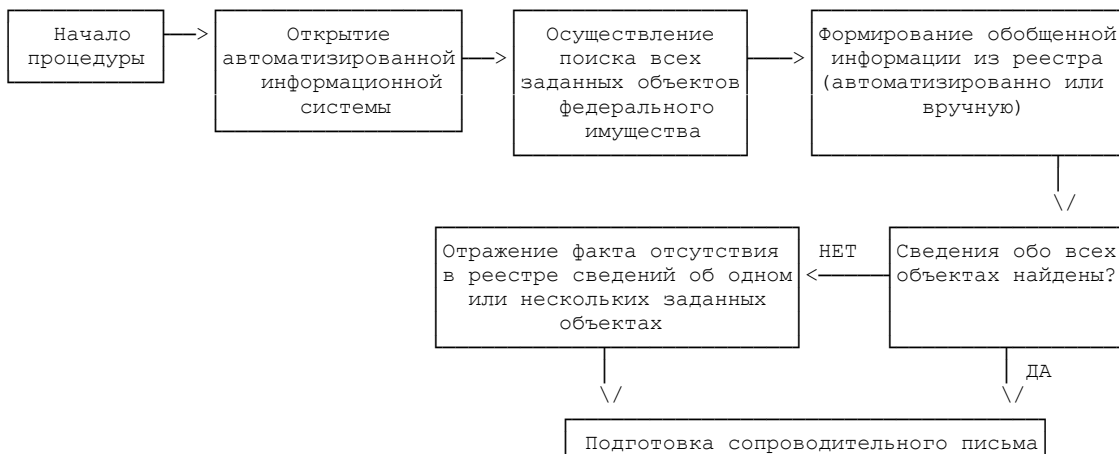 Начало
процедуры
Открытие
автоматизированной
информационной
системы
Осуществление
поиска всех
заданных объектов
федерального
имущества
Формирование обобщенной
информации из реестра
(автоматизированно или
вручную)
Отражение факта отсутствия
в реестре сведений об одном
или нескольких заданных
объектах
НЕТ
Сведения обо всех
объектах найдены?
ДА
Подготовка сопроводительного письма